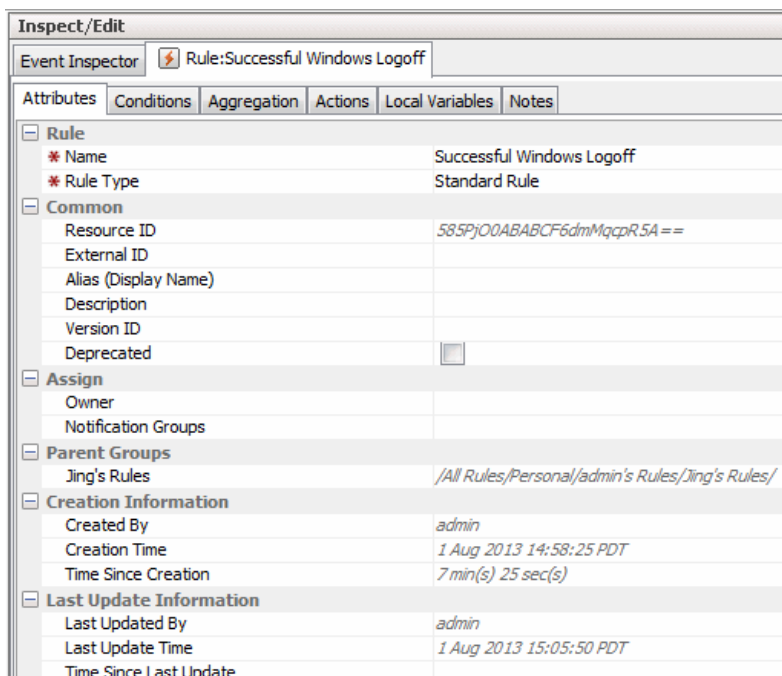 Inspect/Edit
Event Inspector Rule:Successful Windows Logoff
Attributes Conditions Aggregation Actions Local Variables Notes
Rule
* Name Successful Windows Logoff
* Rule Type Standard Rule
Common
Resource ID 585PjO0ABABCF6dmMqcpR5A==
External ID
Alias (Display Name)
Description
Version ID
Deprecated
Assign
Owner
Notification Groups
Parent Groups
Jing's Rules /All Rules/Personal/admin's Rules/Jing's Rules/
Creation Information
Created By admin
Creation Time 1 Aug 2013 14:58:25 PDT
Time Since Creation 7 min(s) 25 sec(s)
Last Update Information
Last Updated By admin
Last Update Time 1 Aug 2013 15:05:50 PDT
Time Since Last Update